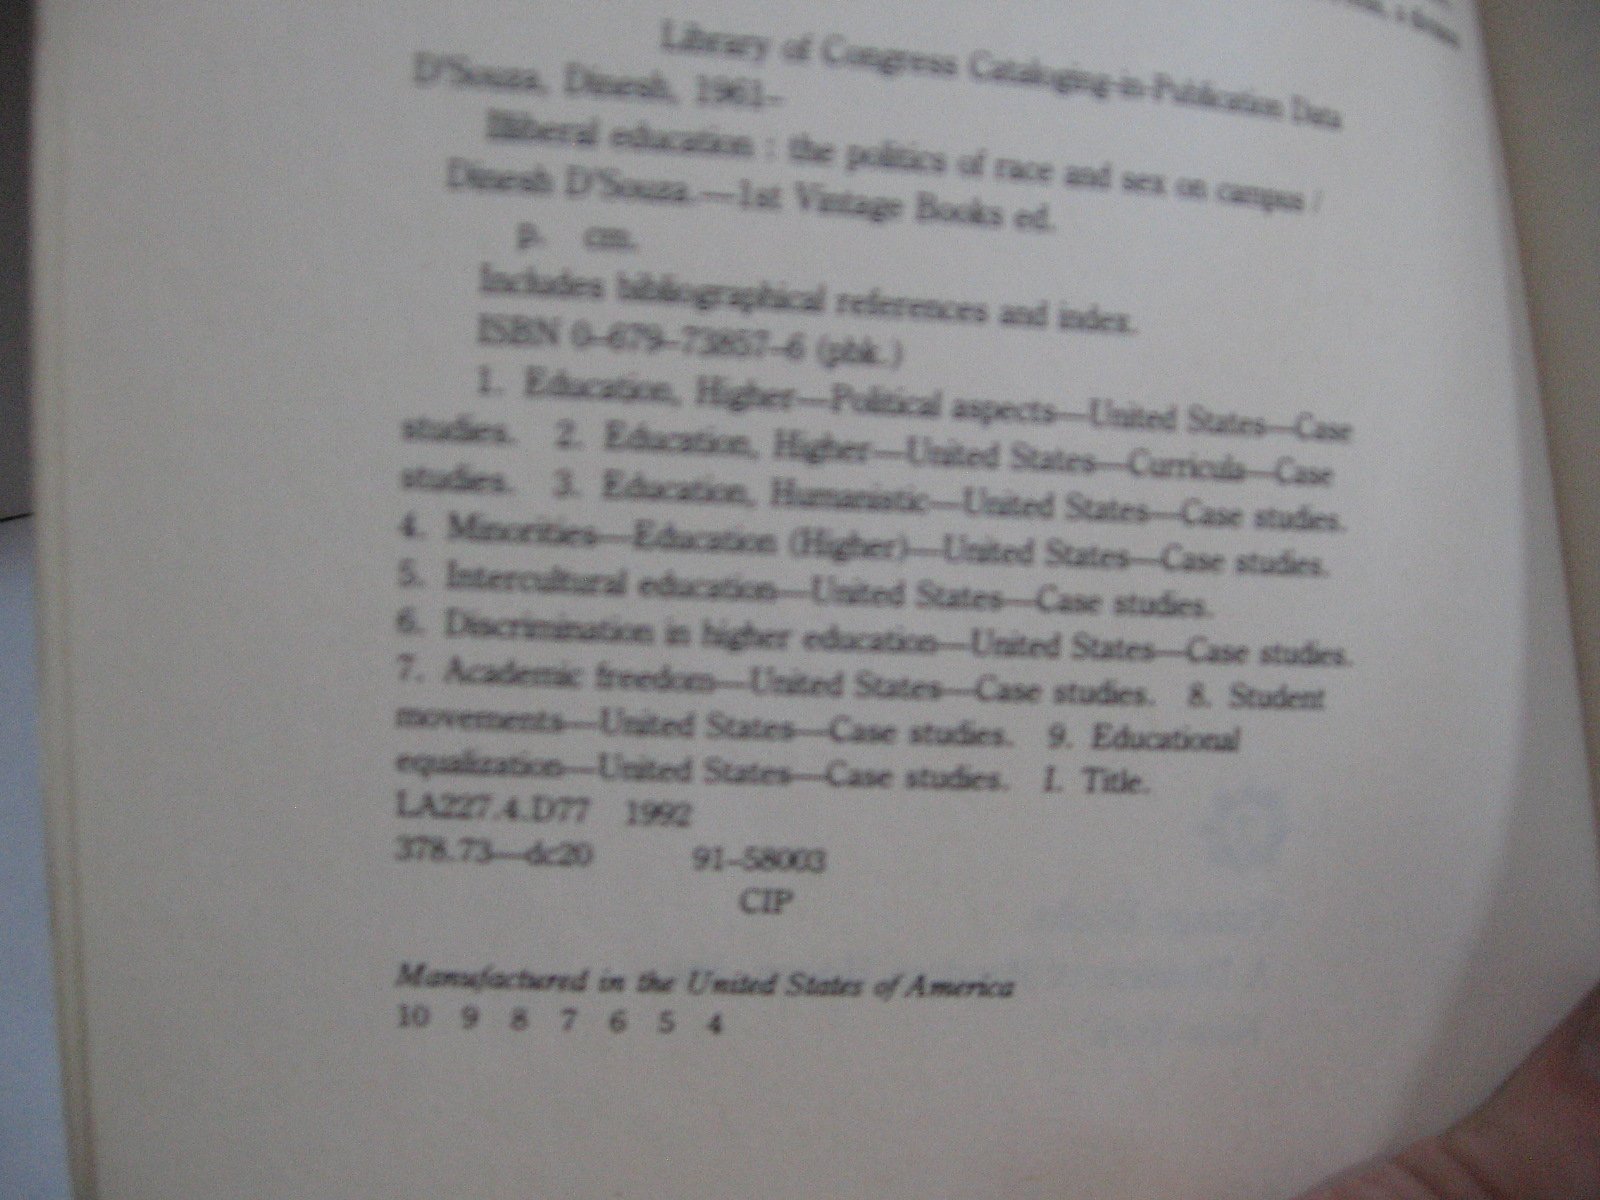 Library of Congress Cataloging-in-Publication Data
D'Souza, Dinesh, 1961–
Illiberal education : the politics of race and sex on campus /
Dinesh D'Souza.—1st Vintage Books ed.
p. cm.
Includes bibliographical references and index.
ISBN 0–679–73857–6 (pbk.)
1. Education, Higher—Political aspects—United States—Case
studies. 2. Education, Higher—United States—Curricula—Case
studies. 3. Education, Humanistic—United States—Case studies.
4. Minorities—Education (Higher)—United States—Case studies.
5. Intercultural education—United States—Case studies.
6. Discrimination in higher education—United States—Case studies.
7. Academic freedom—United States—Case studies. 8. Student
movements—United States—Case studies. 9. Educational
equalization—United States—Case studies. I. Title.
LA227.4.D77 1992
378.73—dc20 91–58003
CIP
Manufactured in the United States of America
10 9 8 7 6 5 4